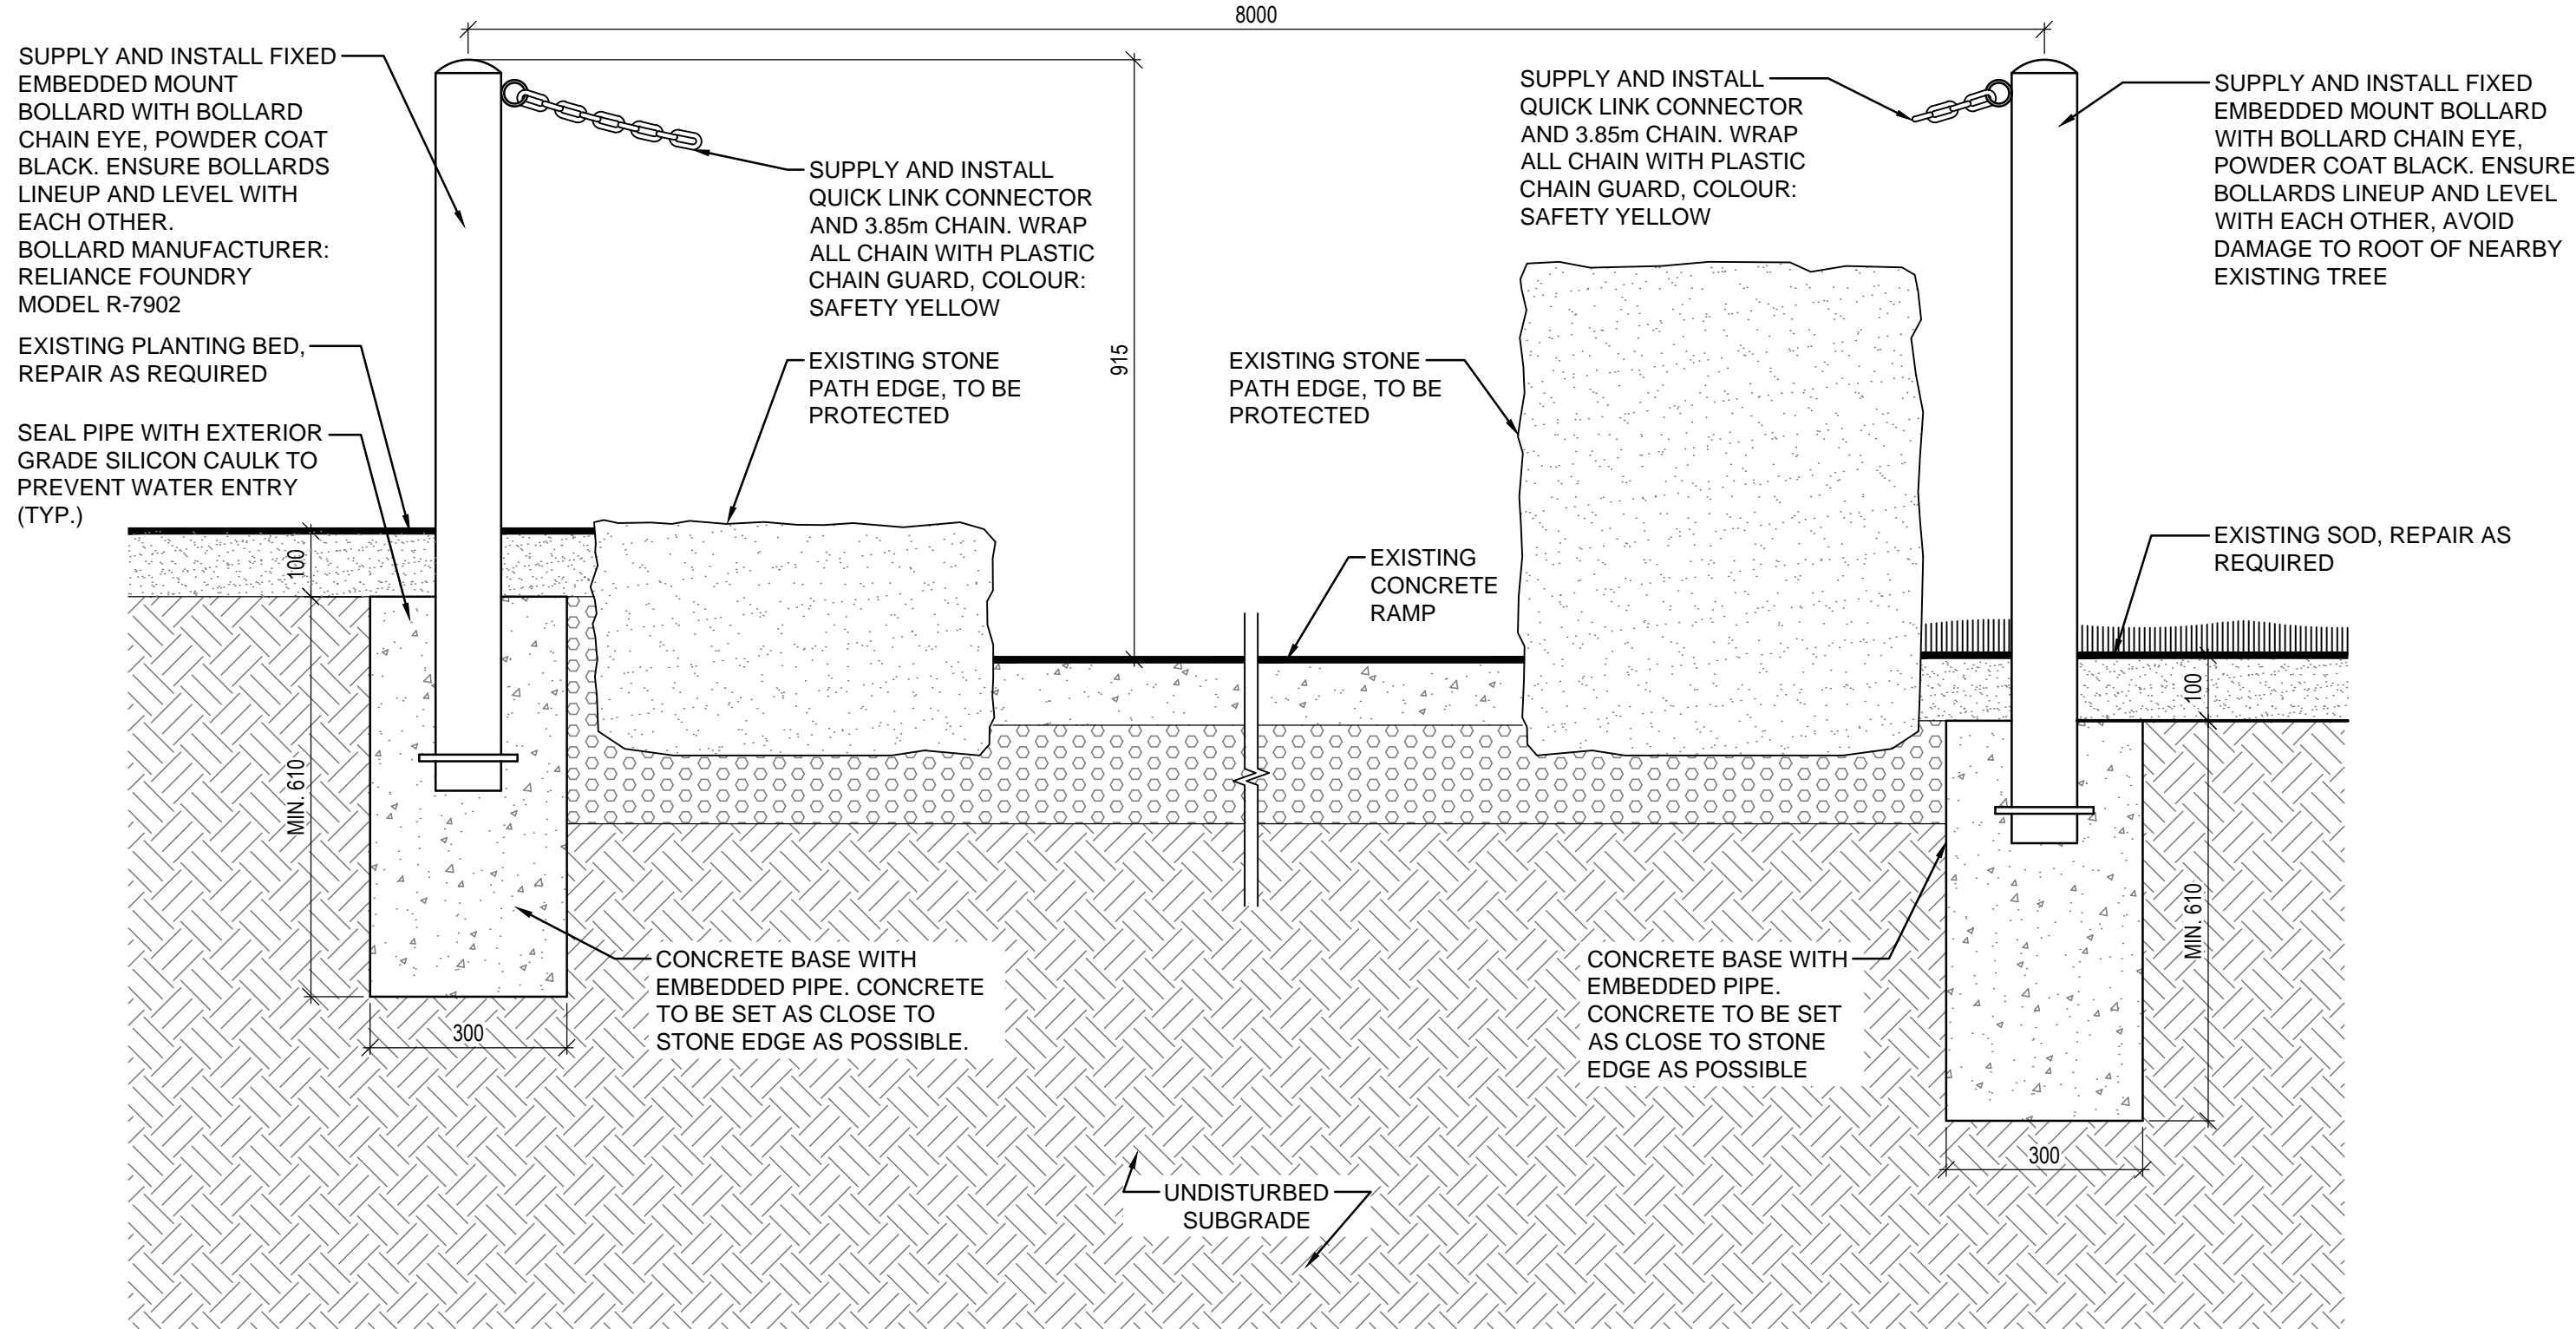 8000
SUPPLY AND INSTALL FIXED
EMBEDDED MOUNT
BOLLARD WITH BOLLARD
CHAIN EYE, POWDER COAT
BLACK. ENSURE BOLLARDS
LINEUP AND LEVEL WITH
EACH OTHER.
BOLLARD MANUFACTURER:
RELIANCE FOUNDRY
MODEL R-7902
EXISTING PLANTING BED,
REPAIR AS REQUIRED
SEAL PIPE WITH EXTERIOR
GRADE SILICON CAULK TO
PREVENT WATER ENTRY
(TYP.)
SUPPLY AND INSTALL
QUICK LINK CONNECTOR
AND 3.85m CHAIN. WRAP
ALL CHAIN WITH PLASTIC
CHAIN GUARD, COLOUR:
SAFETY YELLOW
EXISTING STONE
PATH EDGE, TO BE
PROTECTED
915
SUPPLY AND INSTALL
QUICK LINK CONNECTOR
AND 3.85m CHAIN. WRAP
ALL CHAIN WITH PLASTIC
CHAIN GUARD, COLOUR:
SAFETY YELLOW
EXISTING STONE
PATH EDGE, TO BE
PROTECTED
EXISTING
CONCRETE
RAMP
SUPPLY AND INSTALL FIXED
EMBEDDED MOUNT BOLLARD
WITH BOLLARD CHAIN EYE,
POWDER COAT BLACK. ENSURE
BOLLARDS LINEUP AND LEVEL
WITH EACH OTHER, AVOID
DAMAGE TO ROOT OF NEARBY
EXISTING TREE
EXISTING SOD, REPAIR AS
REQUIRED
100
MIN. 610
300
CONCRETE BASE WITH
EMBEDDED PIPE. CONCRETE
TO BE SET AS CLOSE TO
STONE EDGE AS POSSIBLE.
CONCRETE BASE WITH
EMBEDDED PIPE.
CONCRETE TO BE SET
AS CLOSE TO STONE
EDGE AS POSSIBLE
100
MIN. 610
300
UNDISTURBED
SUBGRADE